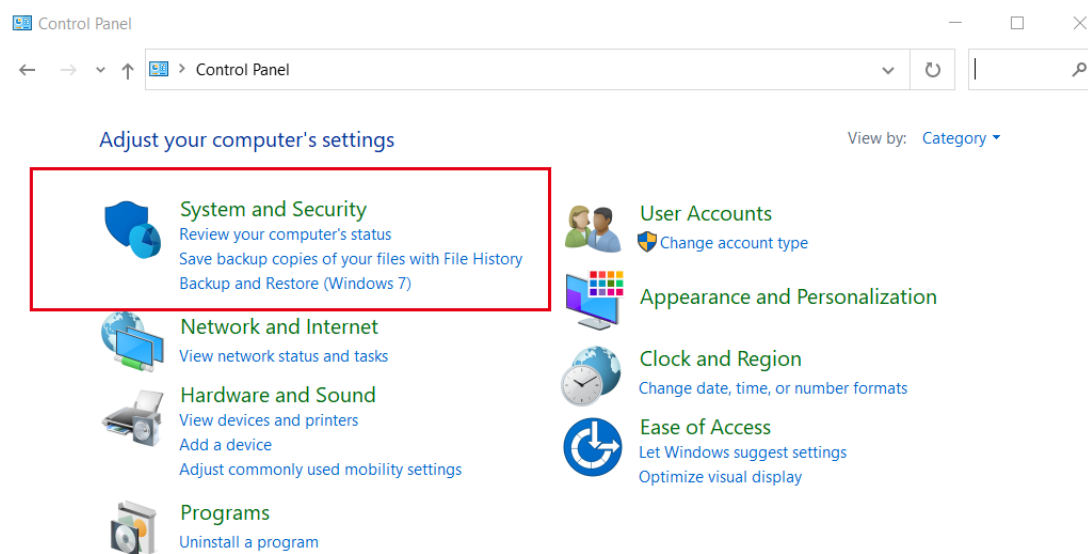 Control Panel
Control Panel
Adjust your computer's settings
View by: Category
System and Security
Review your computer's status
Save backup copies of your files with File History
Backup and Restore (Windows 7)
Network and Internet
View network status and tasks
Hardware and Sound
View devices and printers
Add a device
Adjust commonly used mobility settings
Programs
Uninstall a program
User Accounts
Change account type
Appearance and Personalization
Clock and Region
Change date, time, or number formats
Ease of Access
Let Windows suggest settings
Optimize visual display